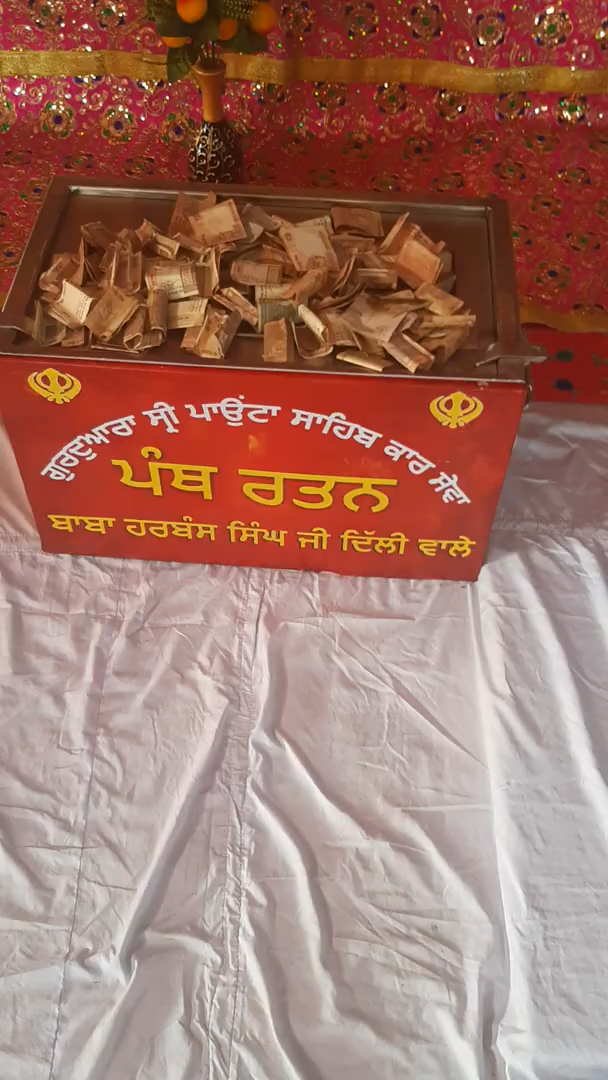 ਗੁਰਦੁਆਰਾ ਸ੍ਰੀ ਪਾਉਂਟਾ ਸਾਹਿਬ ਕਾਰ ਸੇਵਾ
ਪੰਥ ਰਤਨ
ਬਾਬਾ ਹਰਬੰਸ ਸਿੰਘ ਜੀ ਦਿੱਲੀ ਵਾਲੇ